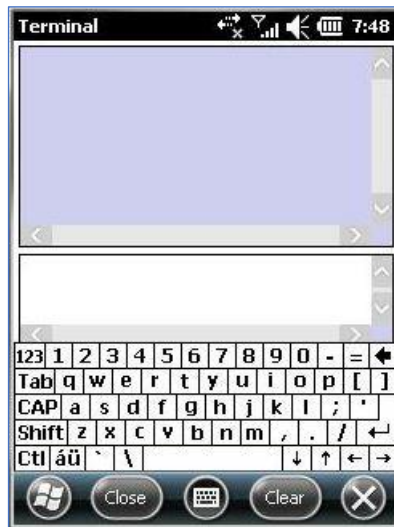 Terminal 7:48
123 1 2 3 4 5 6 7 8 9 0 - =
Tab q w e r t y u i o p [ ]
CAP a s d f g h j k l ; '
Shift z x c v b n m , . /
Ctl áü ` \ ↓ ↑ ← →
Close Clear